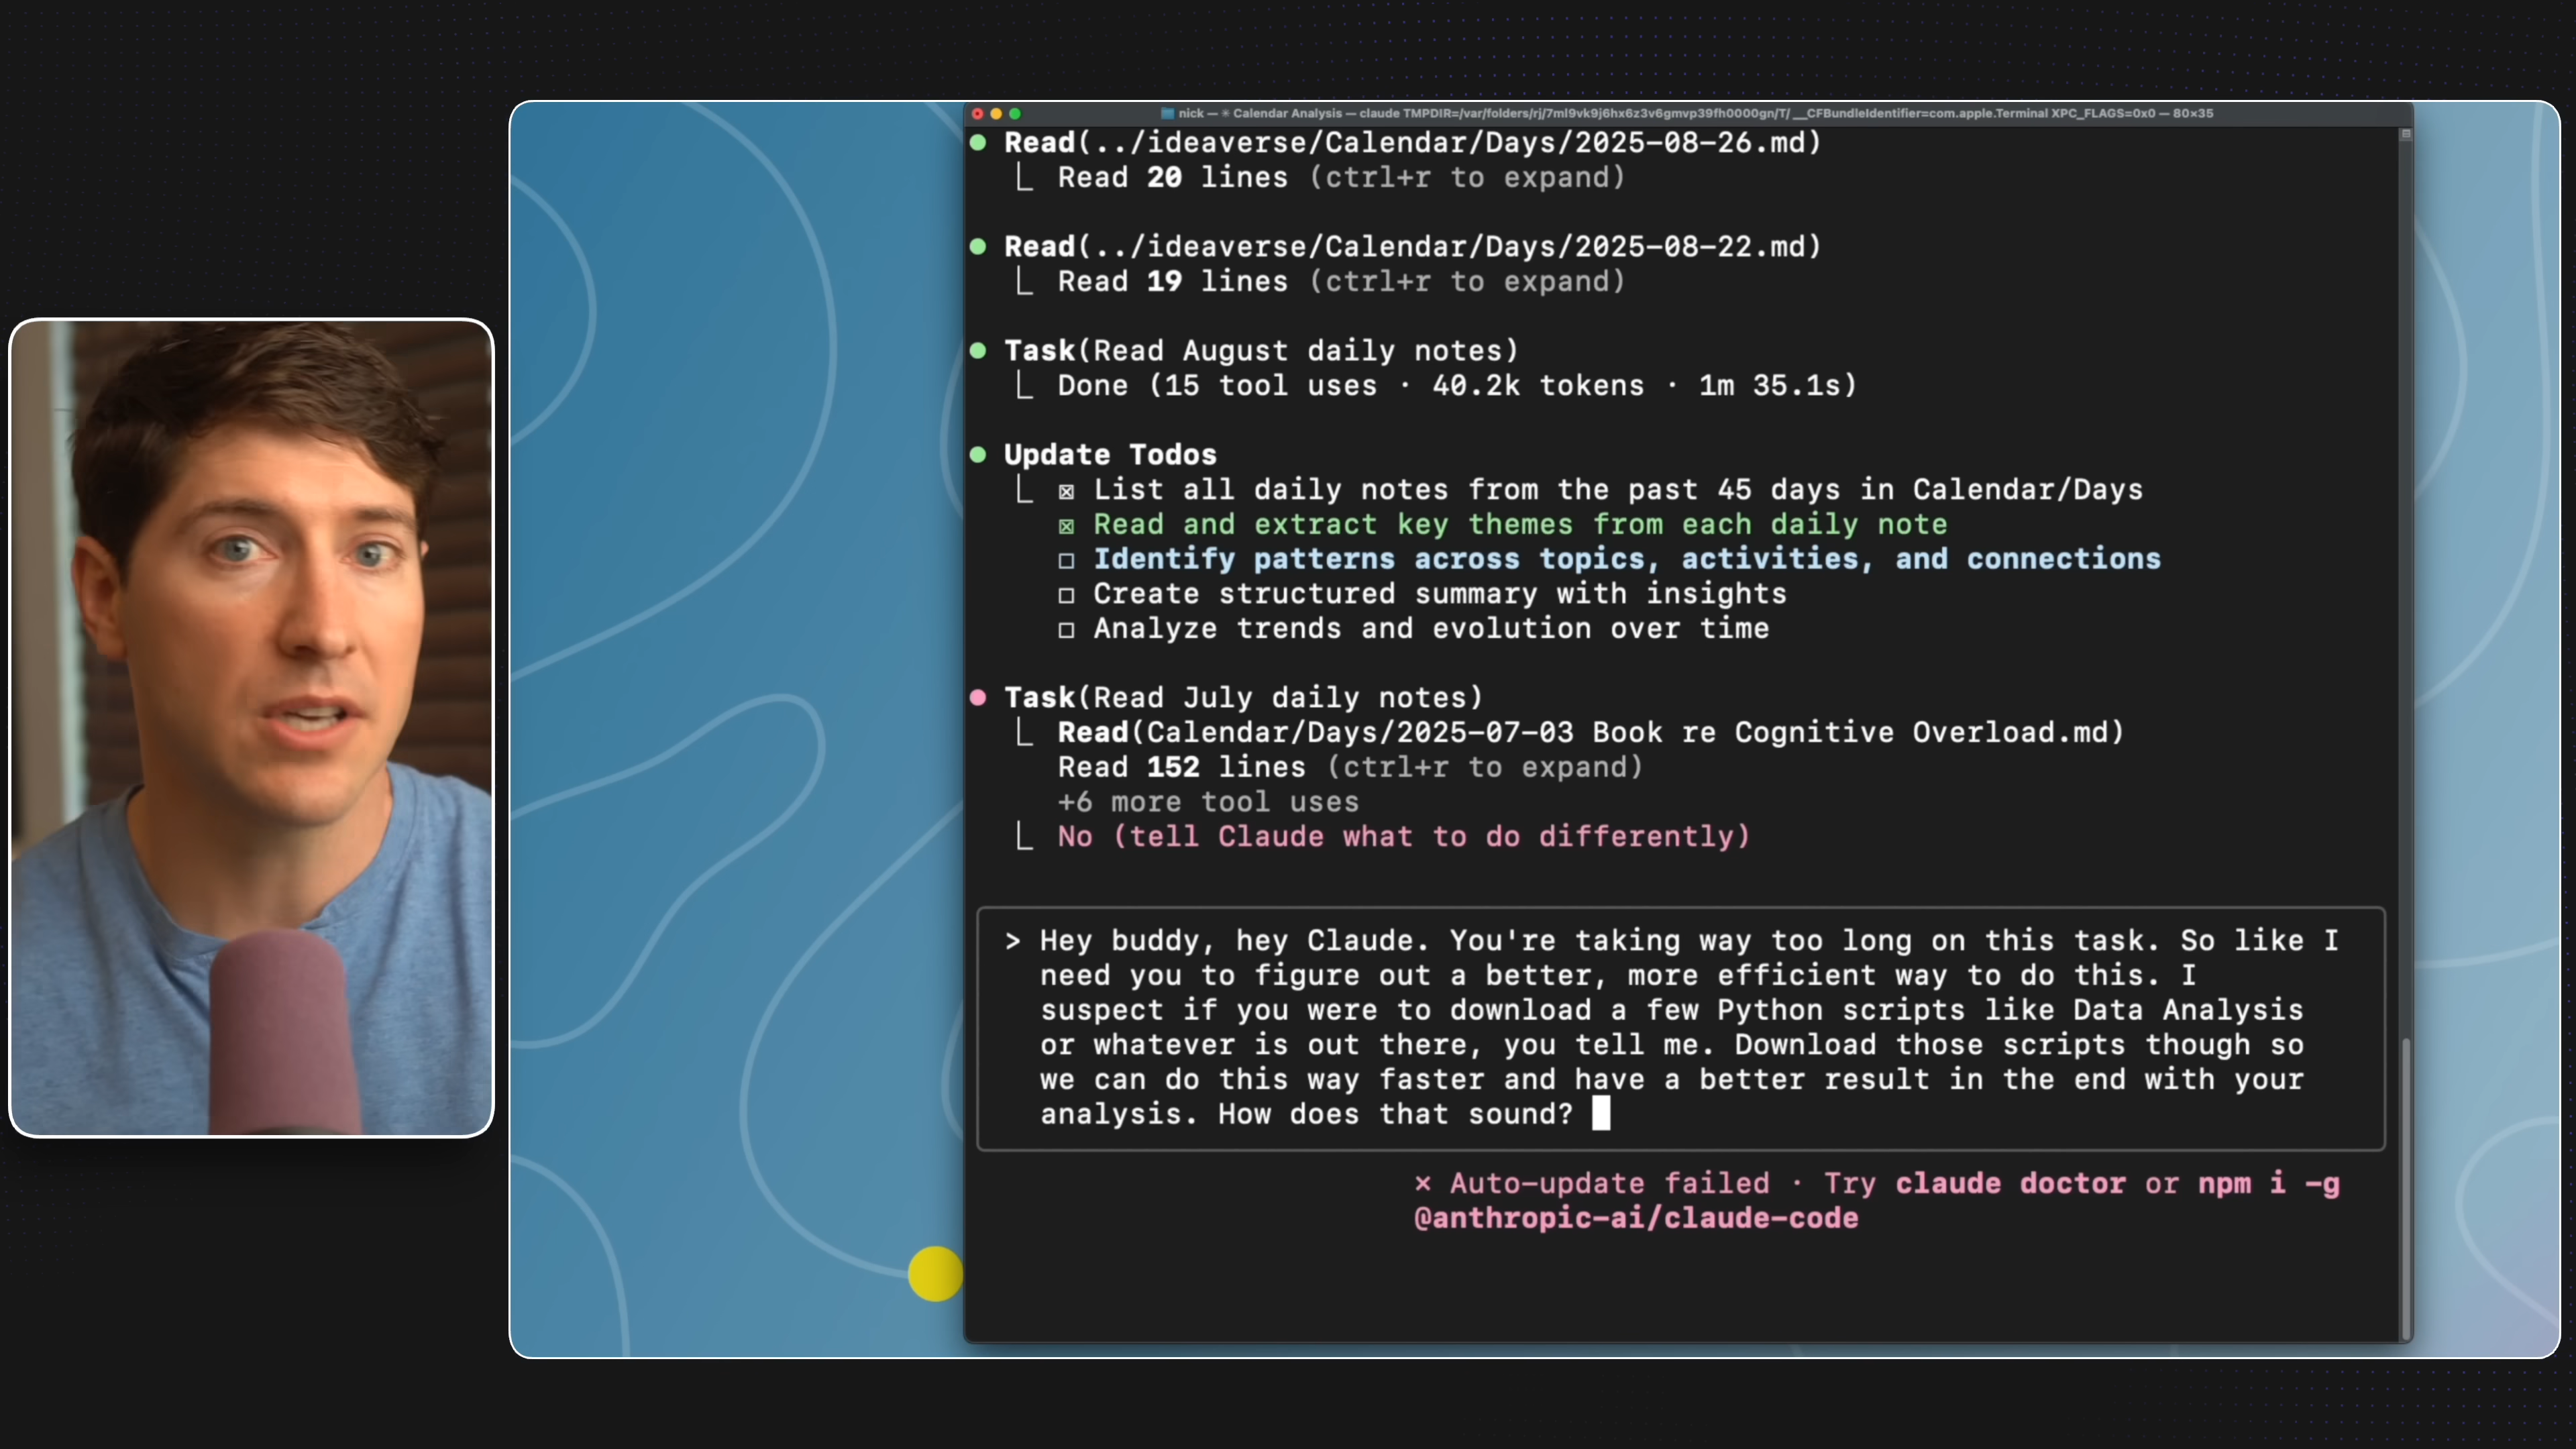 nick — ✳ Calendar Analysis — claude TMPDIR=/var/folders/rj/7ml9vk9j6hx6z3v6gmvp39fh0000gn/T/ __CFBundleIdentifier=com.apple.Terminal XPC_FLAGS=0x0 — 80×35
Read(../ideaverse/Calendar/Days/2025-08-26.md)
Read 20 lines (ctrl+r to expand)
Read(../ideaverse/Calendar/Days/2025-08-22.md)
Read 19 lines (ctrl+r to expand)
Task(Read August daily notes)
Done (15 tool uses · 40.2k tokens · 1m 35.1s)
Update Todos
☒ List all daily notes from the past 45 days in Calendar/Days
☒ Read and extract key themes from each daily note
☐ Identify patterns across topics, activities, and connections
☐ Create structured summary with insights
☐ Analyze trends and evolution over time
Task(Read July daily notes)
Read(Calendar/Days/2025-07-03 Book re Cognitive Overload.md)
Read 152 lines (ctrl+r to expand)
+6 more tool uses
No (tell Claude what to do differently)
> Hey buddy, hey Claude. You're taking way too long on this task. So like I
need you to figure out a better, more efficient way to do this. I
suspect if you were to download a few Python scripts like Data Analysis
or whatever is out there, you tell me. Download those scripts though so
we can do this way faster and have a better result in the end with your
analysis. How does that sound?
× Auto-update failed · Try claude doctor or npm i -g
@anthropic-ai/claude-code